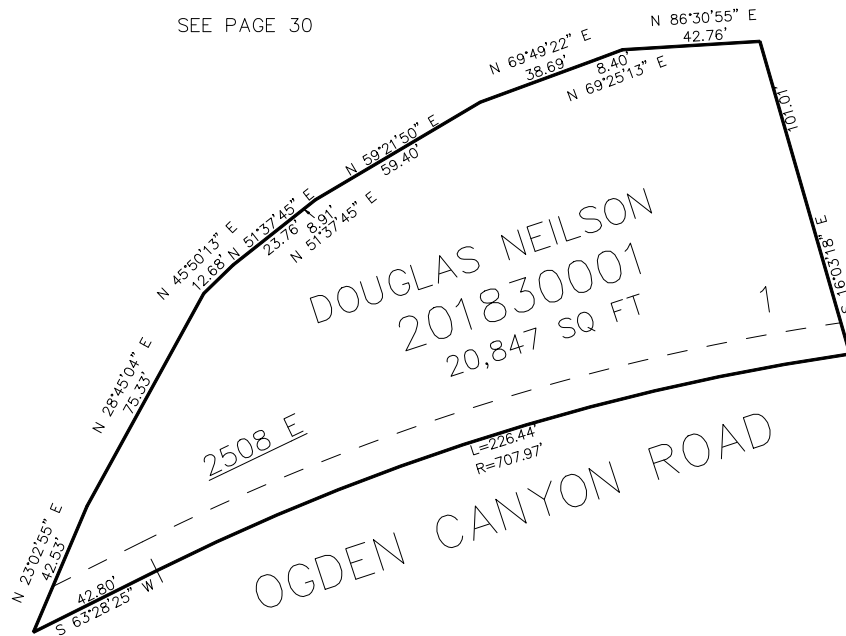 SEE PAGE 30
N 86°30'55" E
42.76'
N 69°49'22" E
38.69'
8.40'
N 69°25'13" E
101.01'
N 59°21'50" E
59.40'
N 51°37'45" E
23.76'
8.91'
N 51°37'45" E
N 45°50'13" E
12.68'
DOUGLAS NEILSON
201830001
20,847 SQ FT
1
S 16°03'18" E
N 28°45'04" E
75.33'
2508 E
L=226.44'
R=707.97'
OGDEN CANYON ROAD
N 23°02'55" E
42.53'
42.80'
S 63°28'25" W